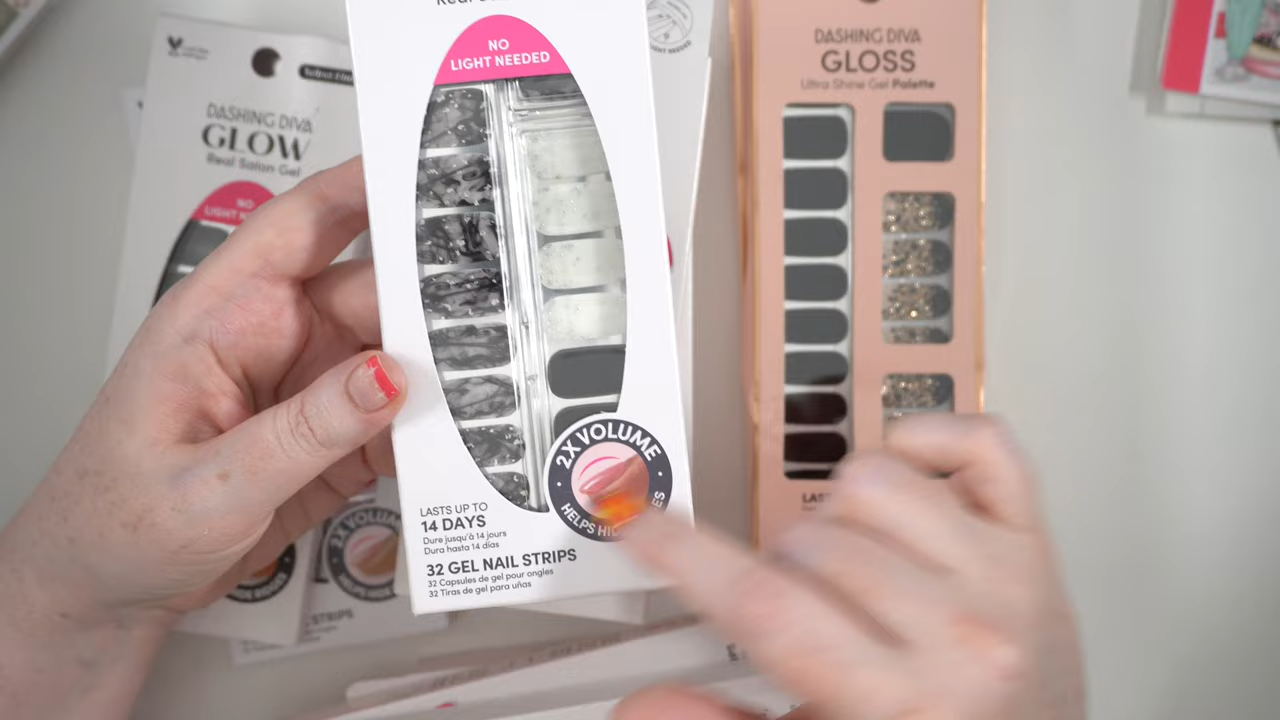 DASHING DIVA
GLOW
Real Salon Gel
NO
LIGHT
NO
LIGHT NEEDED
2X VOLUME
HELPS
LASTS UP TO
14 DAYS
Dure jusqu'à 14 jours
Dura hasta 14 días
32 GEL NAIL STRIPS
32 Capsules de gel pour ongles
32 Tiras de gel para uñas
DASHING DIVA
GLOSS
Ultra Shine Gel Palette
2X VOLUME
STRIPS